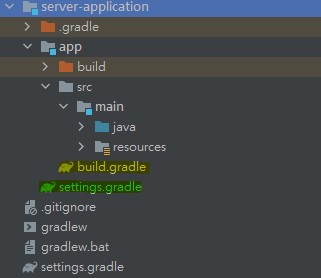 server-application
.gradle
app
build
src
main
java
resources
build.gradle
settings.gradle
.gitignore
gradlew
gradlew.bat
settings.gradle